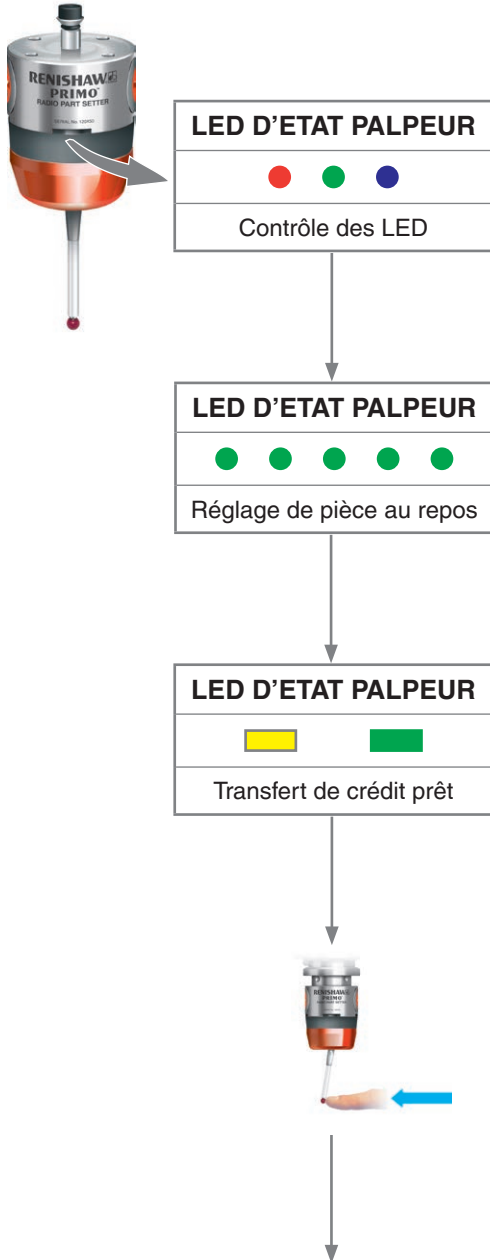 RENISHAW
PRIMO™
RADIO PART SETTER
LED D’ETAT PALPEUR
Contrôle des LED
LED D’ETAT PALPEUR
Réglage de pièce au repos
LED D’ETAT PALPEUR
Transfert de crédit prêt
RENISHAW
PRIMO